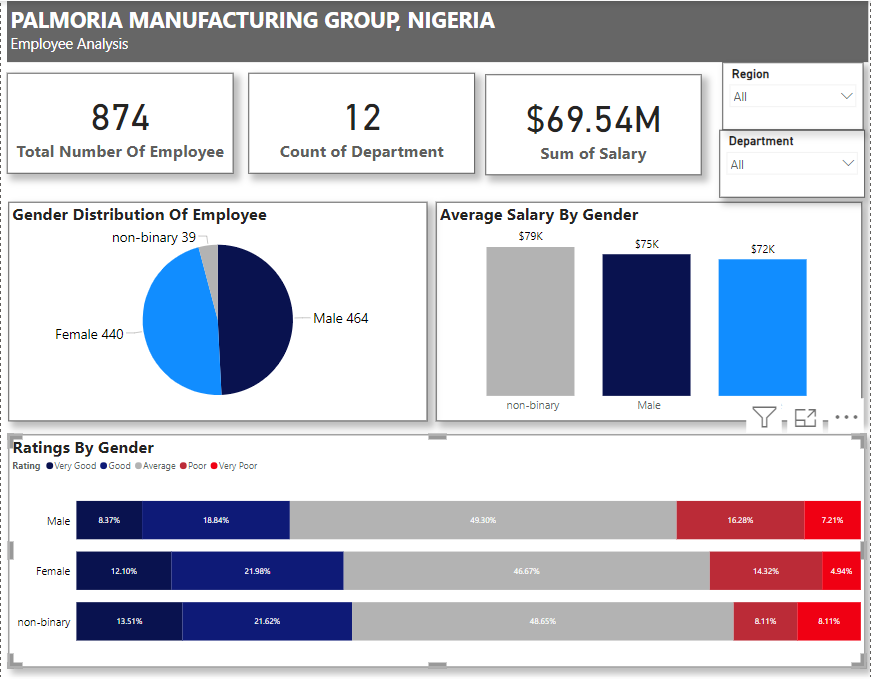 PALMORIA MANUFACTURING GROUP, NIGERIA
Employee Analysis
874
Total Number Of Employee
12
Count of Department
$69.54M
Sum of Salary
Region
All
Department
All
Gender Distribution Of Employee
non-binary 39
Male 464
Female 440
Average Salary By Gender
$79K
$75K
$72K
non-binary
Male
Ratings By Gender
Rating Very Good Good Average Poor Very Poor
Male 8.37% 18.84% 49.30% 16.28% 7.21%
Female 12.10% 21.98% 46.67% 14.32% 4.94%
non-binary 13.51% 21.62% 48.65% 8.11% 8.11%